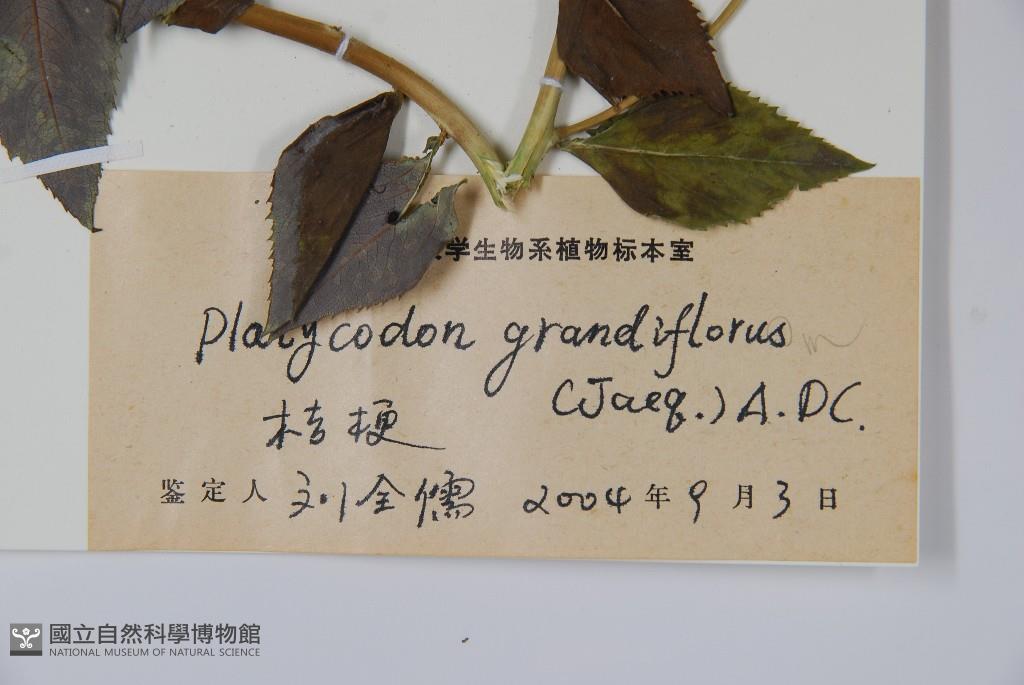 学生物系植物标本室
Platycodon grandiflorus m
(Jacq.) A.DC.
桔梗
鉴定人 刘全儒 2004年9月3日
國立自然科學博物館
NATIONAL MUSEUM OF NATURAL SCIENCE